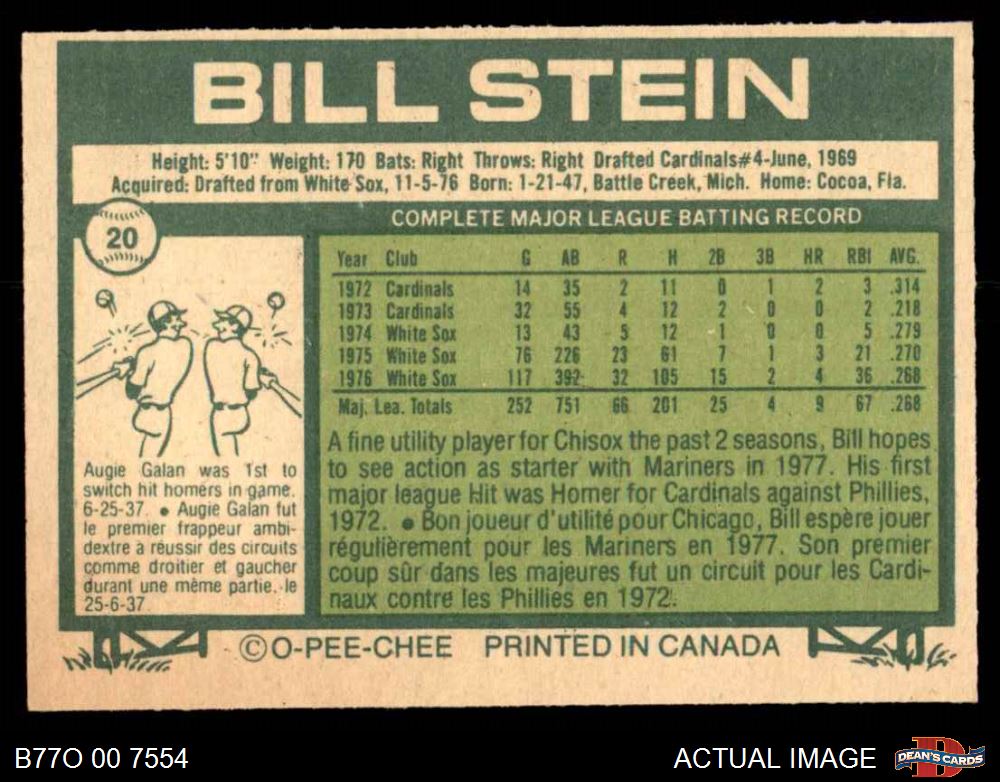 BILL STEIN
Height: 5'10" Weight: 170 Bats: Right Throws: Right Drafted Cardinals#4-June, 1969
Acquired: Drafted from White Sox, 11-5-76 Born: 1-21-47, Battle Creek, Mich. Home: Cocoa, Fla.
20
COMPLETE MAJOR LEAGUE BATTING RECORD
Year Club G AB R H 2B 3B HR RBI AVG.
1972 Cardinals 14 35 2 11 0 1 2 3 .314
1973 Cardinals 32 55 4 12 2 0 0 2 .218
1974 White Sox 13 43 5 12 1 0 0 5 .279
1975 White Sox 76 226 23 61 7 1 3 21 .270
1976 White Sox 117 392 32 105 15 2 4 36 .268
Maj. Lea. Totals 252 751 66 201 25 4 9 67 .268
A fine utility player for Chisox the past 2 seasons, Bill hopes
to see action as starter with Mariners in 1977. His first
major league Hit was Homer for Cardinals against Phillies,
1972. • Bon joueur d'utilité pour Chicago, Bill espère jouer
régulièrement pour les Mariners en 1977. Son premier
coup sûr dans les majeures fut un circuit pour les Cardi-
naux contre les Phillies en 1972.
Augie Galan was 1st to
switch hit homers in game.
6-25-37. • Augie Galan fut
le premier frappeur ambi-
dextre à réussir des circuits
comme droitier et gaucher
durant une même partie. le
25-6-37
©O-PEE-CHEE PRINTED IN CANADA
B77O 00 7554
ACTUAL IMAGE
D
DEAN'S CARDS